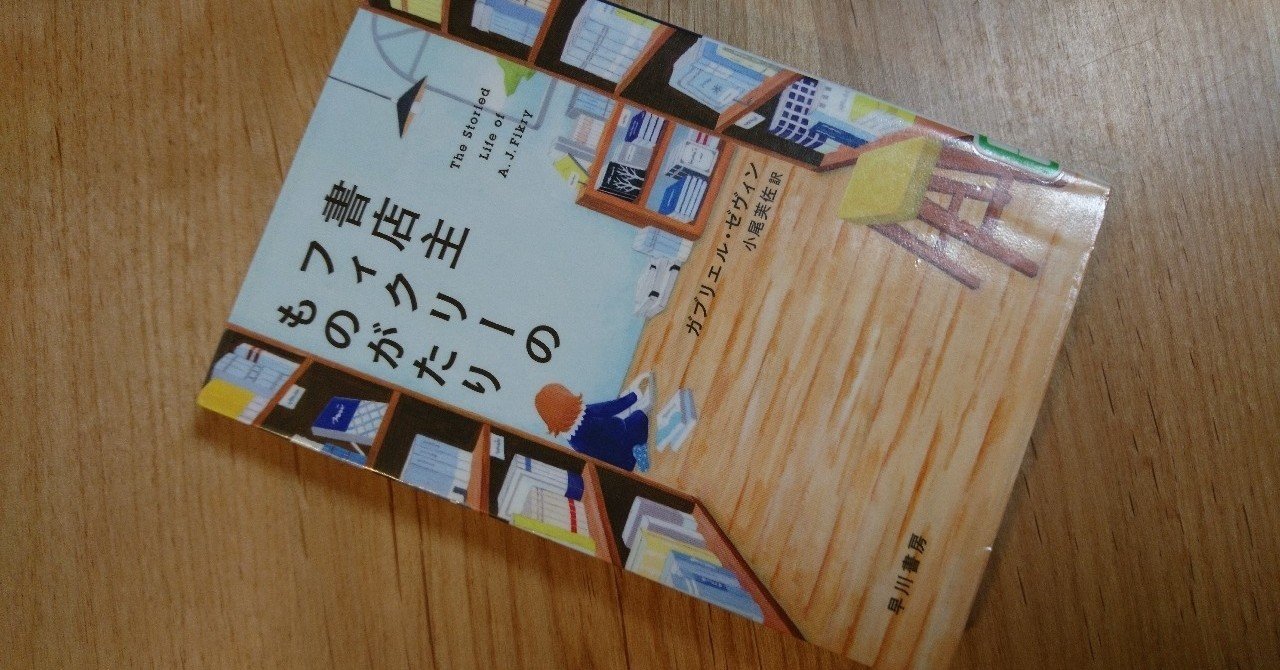 The Storied
Life of
A. J. Fikry
書店主
フィクリーの
ものがたり
ガブリエル・ゼヴィン
小尾芙佐 訳
早川書房